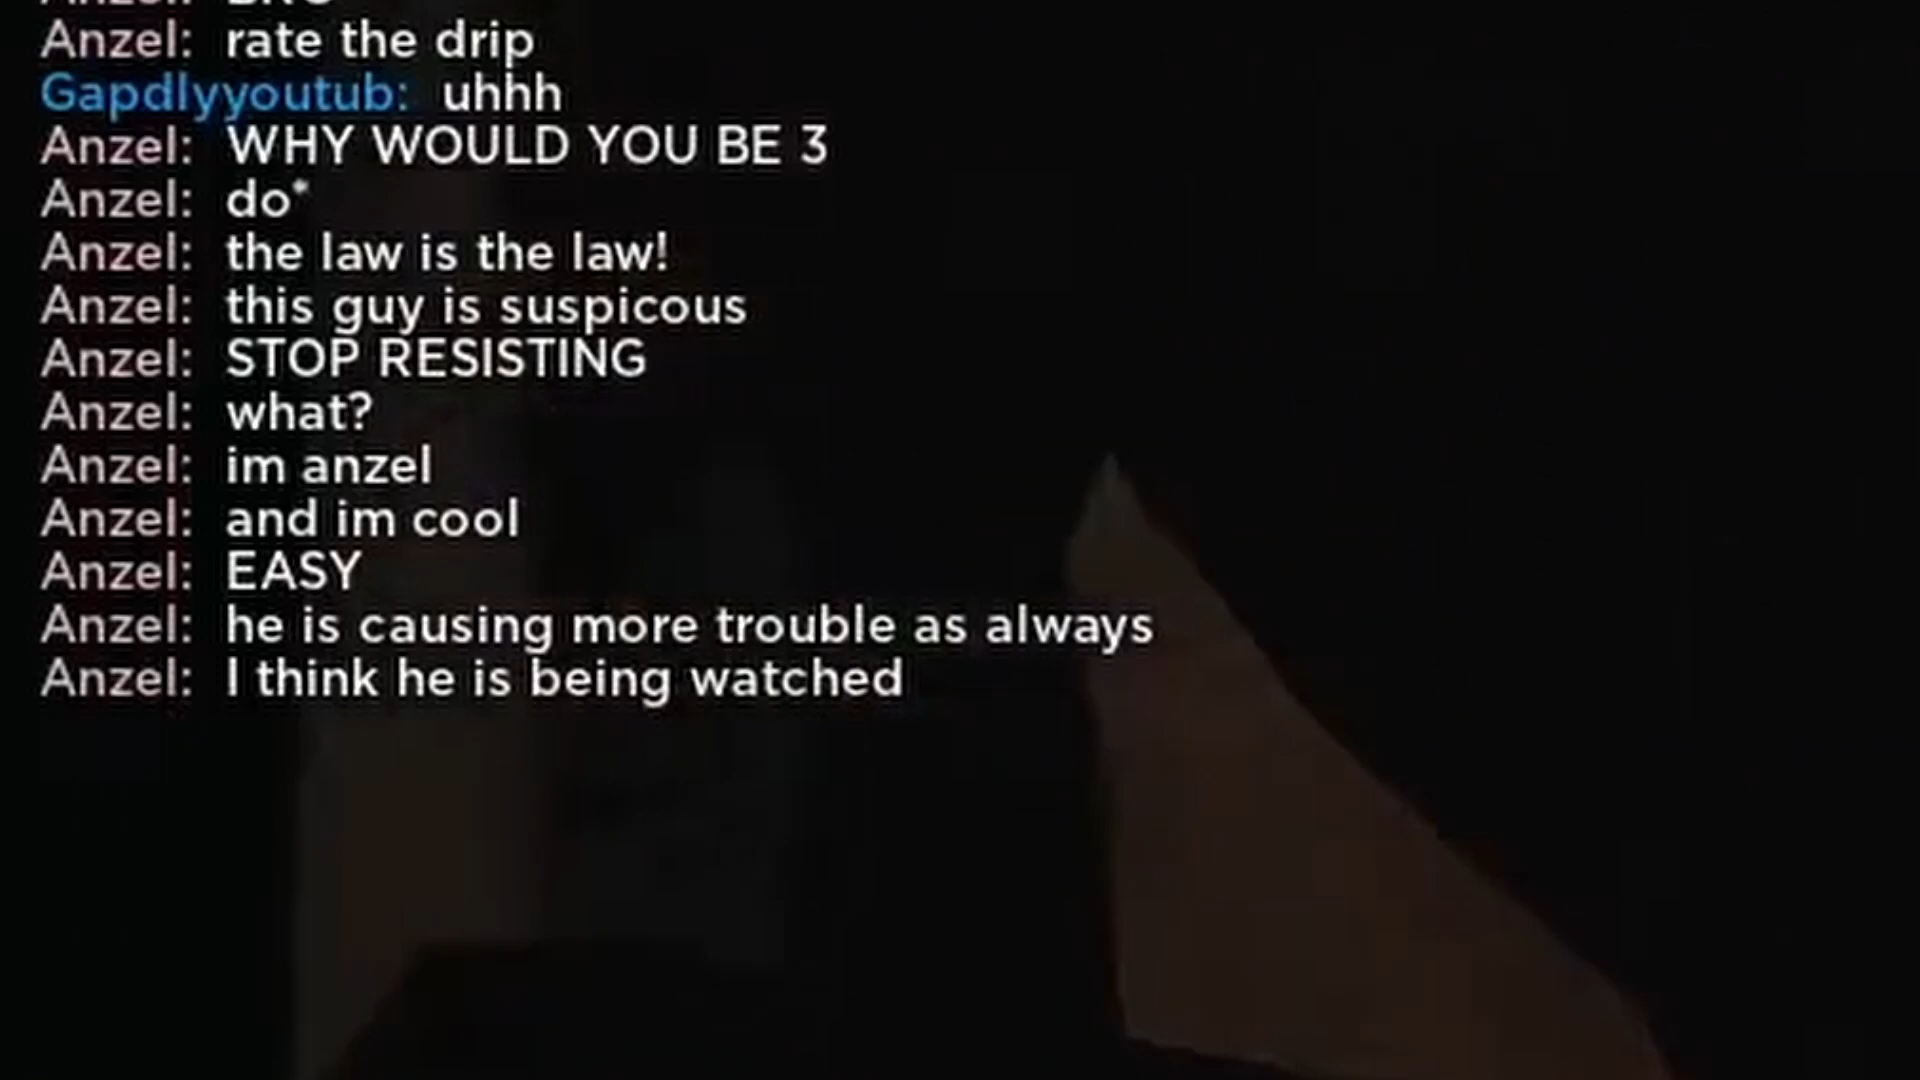 Anzel: rate the drip
Gapdlyyoutub: uhhh
Anzel: WHY WOULD YOU BE 3
Anzel: do*
Anzel: the law is the law!
Anzel: this guy is suspicous
Anzel: STOP RESISTING
Anzel: what?
Anzel: im anzel
Anzel: and im cool
Anzel: EASY
Anzel: he is causing more trouble as always
Anzel: I think he is being watched